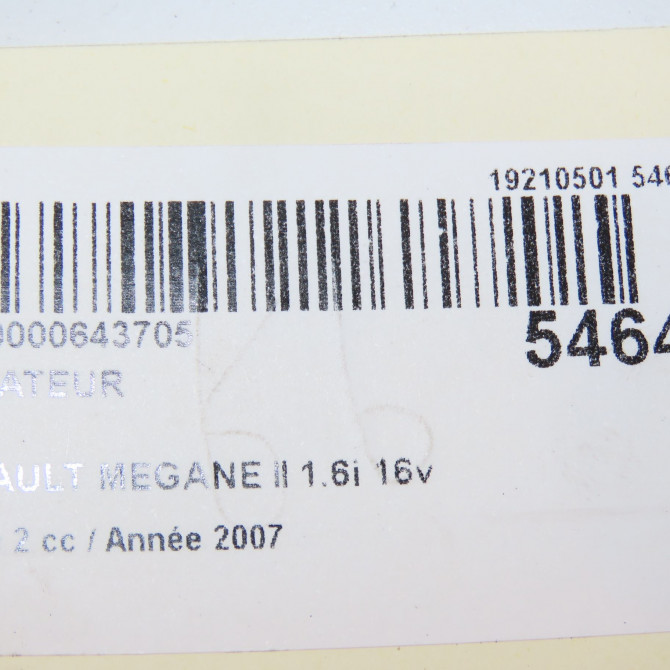 19210501 546
0000643705
5464
ATEUR
AULT MEGANE II 1.6i 16v
2 cc / Année 2007